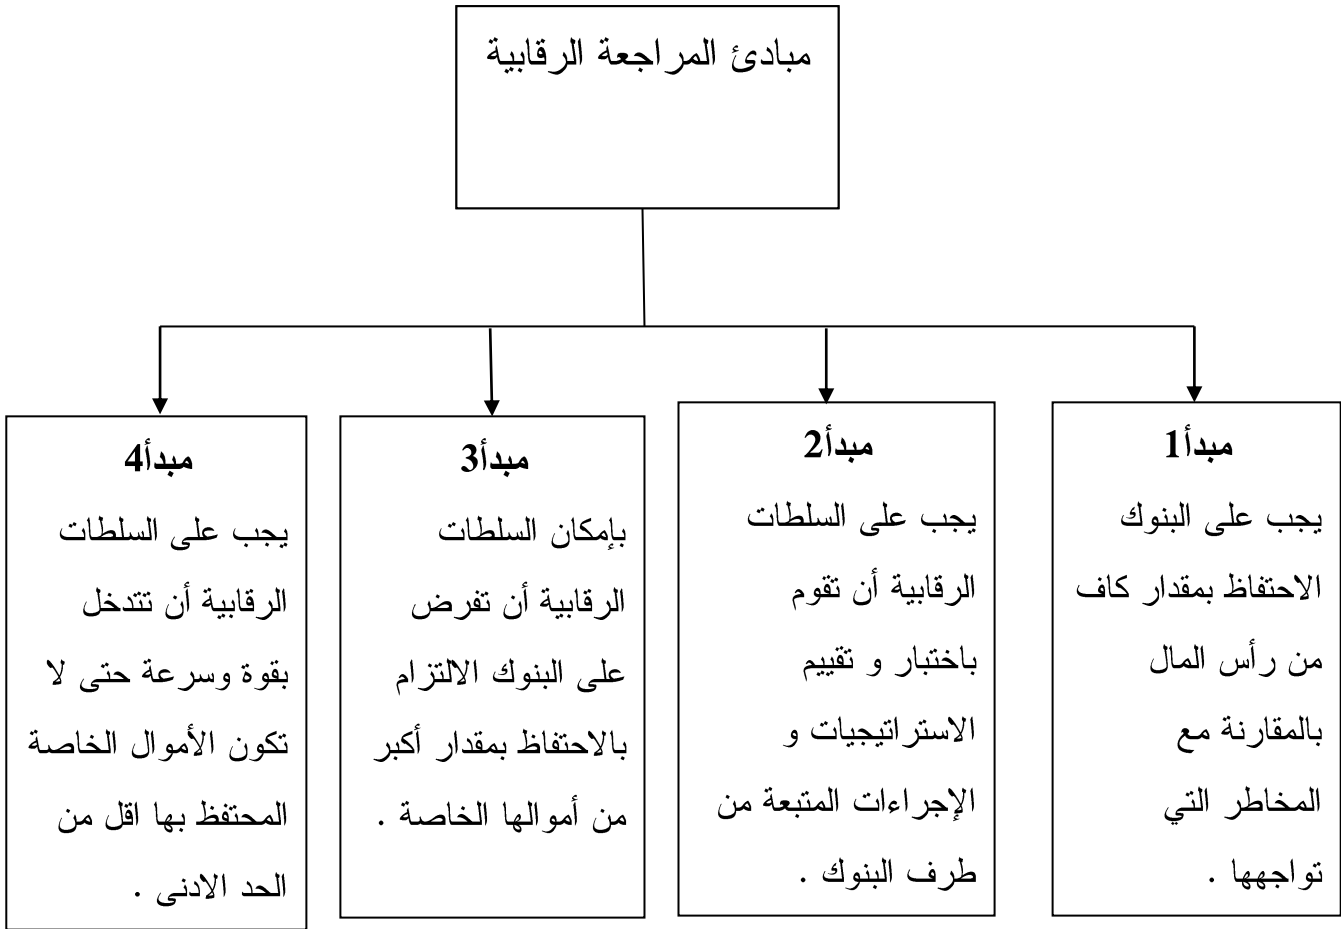 مبادئ المراجعة الرقابية
مبدأ1
يجب على البنوك
الاحتفاظ بمقدار كاف
من رأس المال
بالمقارنة مع
المخاطر التي
تواجهها .
مبدأ2
يجب على السلطات
الرقابية أن تقوم
باختبار و تقييم
الاستراتيجيات و
الإجراءات المتبعة من
طرف البنوك .
مبدأ3
بإمكان السلطات
الرقابية أن تفرض
على البنوك الالتزام
بالاحتفاظ بمقدار أكبر
من أموالها الخاصة .
مبدأ4
يجب على السلطات
الرقابية أن تتدخل
بقوة وسرعة حتى لا
تكون الأموال الخاصة
المحتفظ بها اقل من
الحد الادنى .